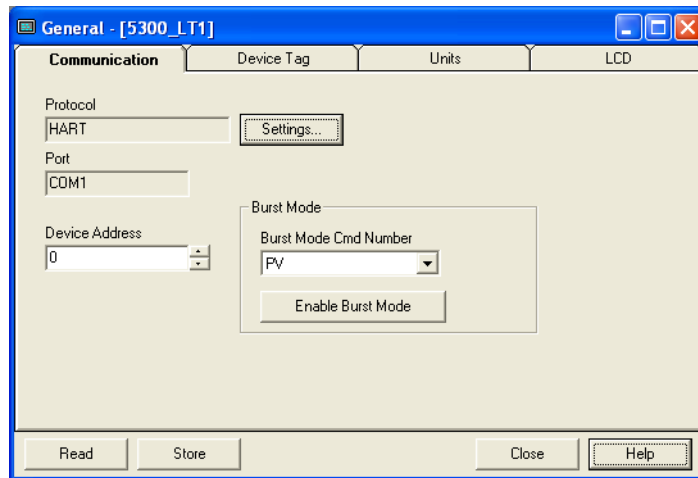 General - [5300_LT1]
Communication
Device Tag
Units
LCD
Protocol
HART
Settings...
Port
COM1
Burst Mode
Device Address
Burst Mode Cmd Number
0
PV
Enable Burst Mode
Read
Store
Close
Help